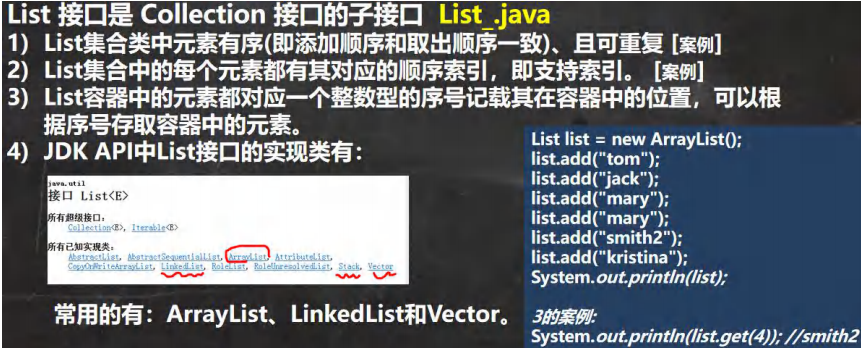 List 接口是 Collection 接口的子接口 List_.java
1) List集合类中元素有序(即添加顺序和取出顺序一致)、且可重复 [案例]
2) List集合中的每个元素都有其对应的顺序索引，即支持索引。 [案例]
3) List容器中的元素都对应一个整数型的序号记载其在容器中的位置，可以根
据序号存取容器中的元素。
4) JDK API中List接口的实现类有：
java.util
接口 List<E>
所有超级接口：
Collection<E>, Iterable<E>
所有已知实现类：
AbstractList, AbstractSequentialList, ArrayList, AttributeList,
CopyOnWriteArrayList, LinkedList, RoleList, RoleUnresolvedList, Stack, Vector
常用的有：ArrayList、LinkedList和Vector。
List list = new ArrayList();
list.add("tom");
list.add("jack");
list.add("mary");
list.add("mary");
list.add("smith2");
list.add("kristina");
System.out.println(list);
3的案例:
System.out.println(list.get(4)); //smith2